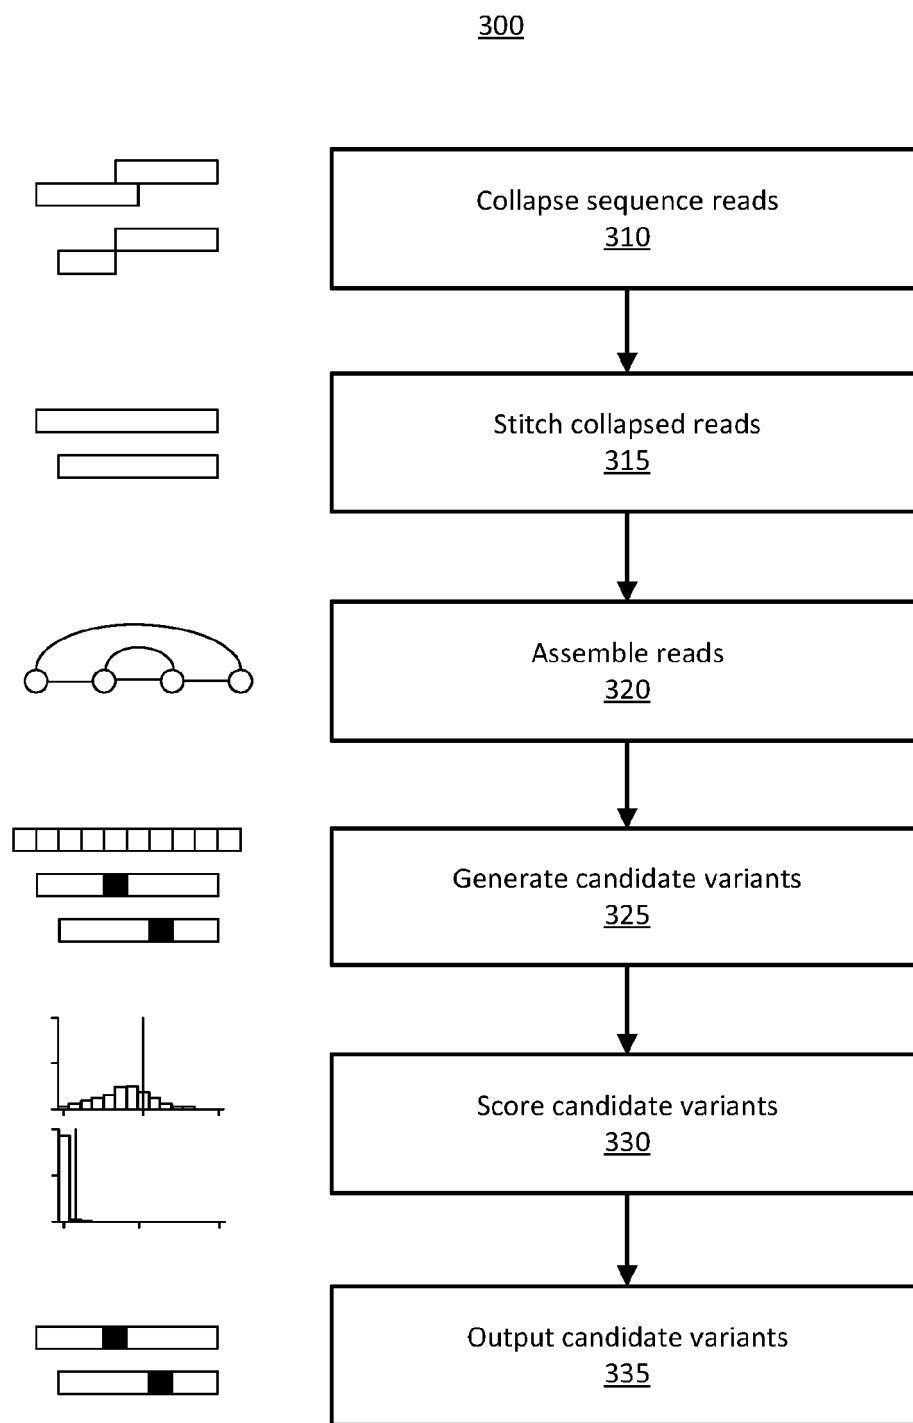 300
Collapse sequence reads
310
Stitch collapsed reads
315
Assemble reads
320
Generate candidate variants
325
Score candidate variants
330
Output candidate variants
335